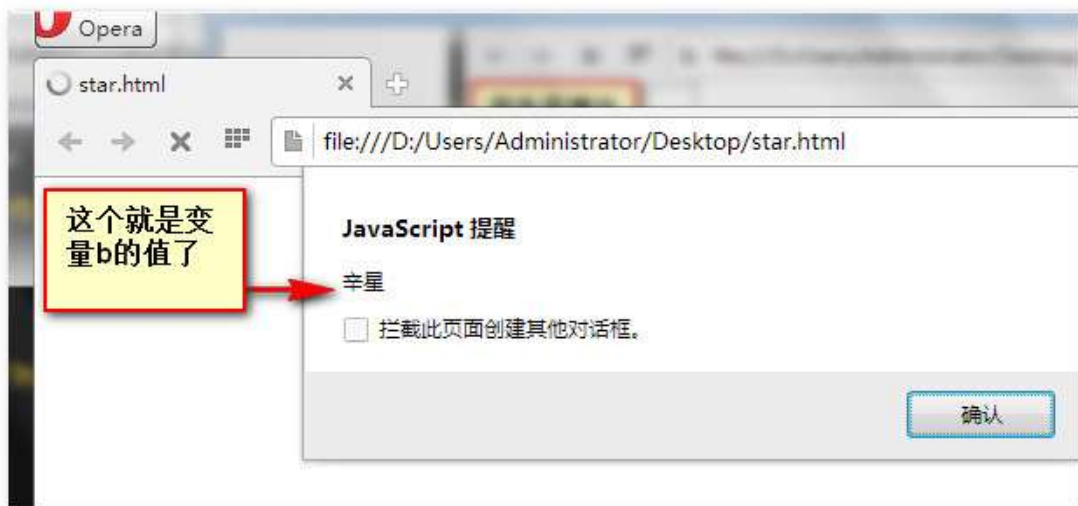 Opera
star.html
file:///D:/Users/Administrator/Desktop/star.html
这个就是变
量b的值了
JavaScript 提醒
辛星
拦截此页面创建其他对话框。
确认